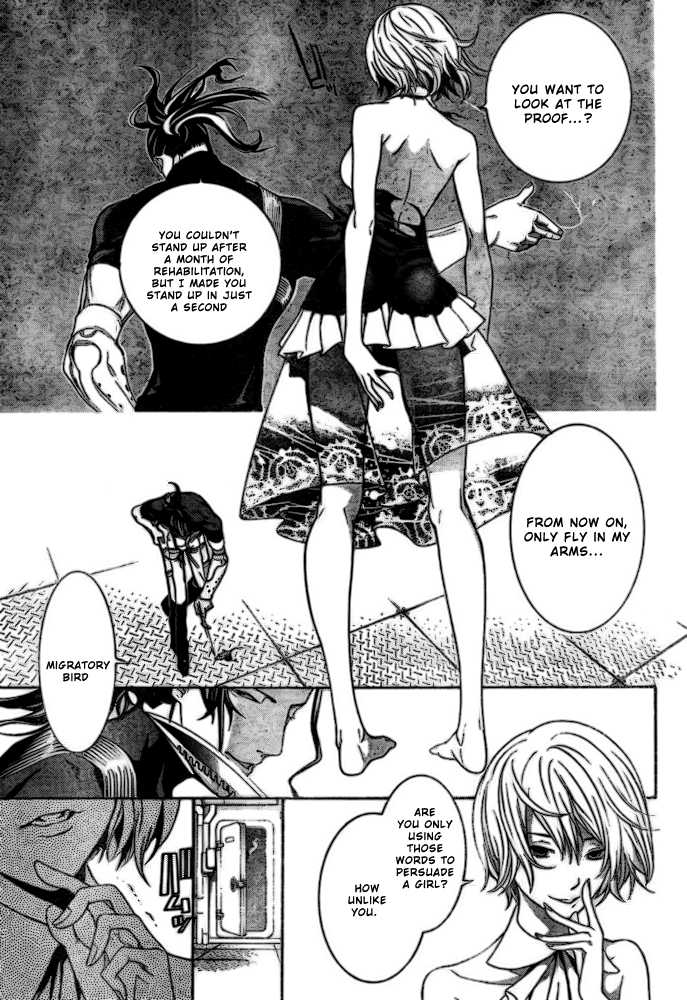 YOU WANT TO
LOOK AT THE
PROOF...?
YOU COULDN'T
STAND UP AFTER
A MONTH OF
REHABILITATION,
BUT I MADE YOU
STAND UP IN JUST
A SECOND
FROM NOW ON,
ONLY FLY IN MY
ARMS...
MIGRATORY
BIRD
ARE
YOU ONLY
USING
THOSE
WORDS TO
PERSUADE
A GIRL?
HOW
UNLIKE
YOU.